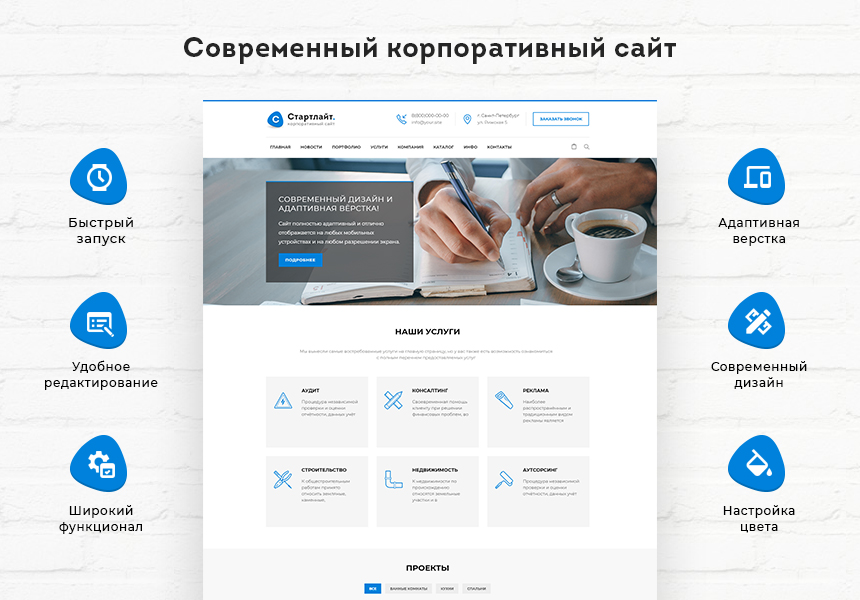 Современный корпоративный сайт
С
Стартлайт.
корпоративный сайт
8(800)000-00-00
info@your.site
г. Санкт-Петербург
ул. Рижская 5
ЗАКАЗАТЬ ЗВОНОК
ГЛАВНАЯ НОВОСТИ ПОРТФОЛИО УСЛУГИ КОМПАНИЯ КАТАЛОГ ИНФО КОНТАКТЫ
СОВРЕМЕННЫЙ ДИЗАЙН И
АДАПТИВНАЯ ВЁРСТКА!
Сайт полностью адаптивный и отлично
отображается на любых мобильных
устройствах и на любом разрешении экрана.
ПОДРОБНЕЕ
Быстрый
запуск
Удобное
редактирование
Широкий
функционал
Адаптивная
верстка
Современный
дизайн
Настройка
цвета
НАШИ УСЛУГИ
Мы вынесли самые востребованные услуги на главную страницу, но у вас также есть возможность ознакомиться
с полным перечнем предоставляемых услуг
АУДИТ
Процедура независимой
проверки и оценки
отчетности, данных учёт
КОНСАЛТИНГ
Своевременная помощь
клиенту при решении
финансовых проблем, во
РЕКЛАМА
Наиболее
распространённым и
традиционным видом
рекламы является
СТРОИТЕЛЬСТВО
К общестроительным
работам принято
относить земляные,
каменные,
НЕДВИЖИМОСТЬ
К недвижимости по
происхождению
относятся земельные
участки и а
АУТСОРСИНГ
Процедура независимой
проверки и оценки
отчетности, данных учёт
ПРОЕКТЫ
ВСЕ ВАННЫЕ КОМНАТЫ КУХНИ СПАЛЬНИ